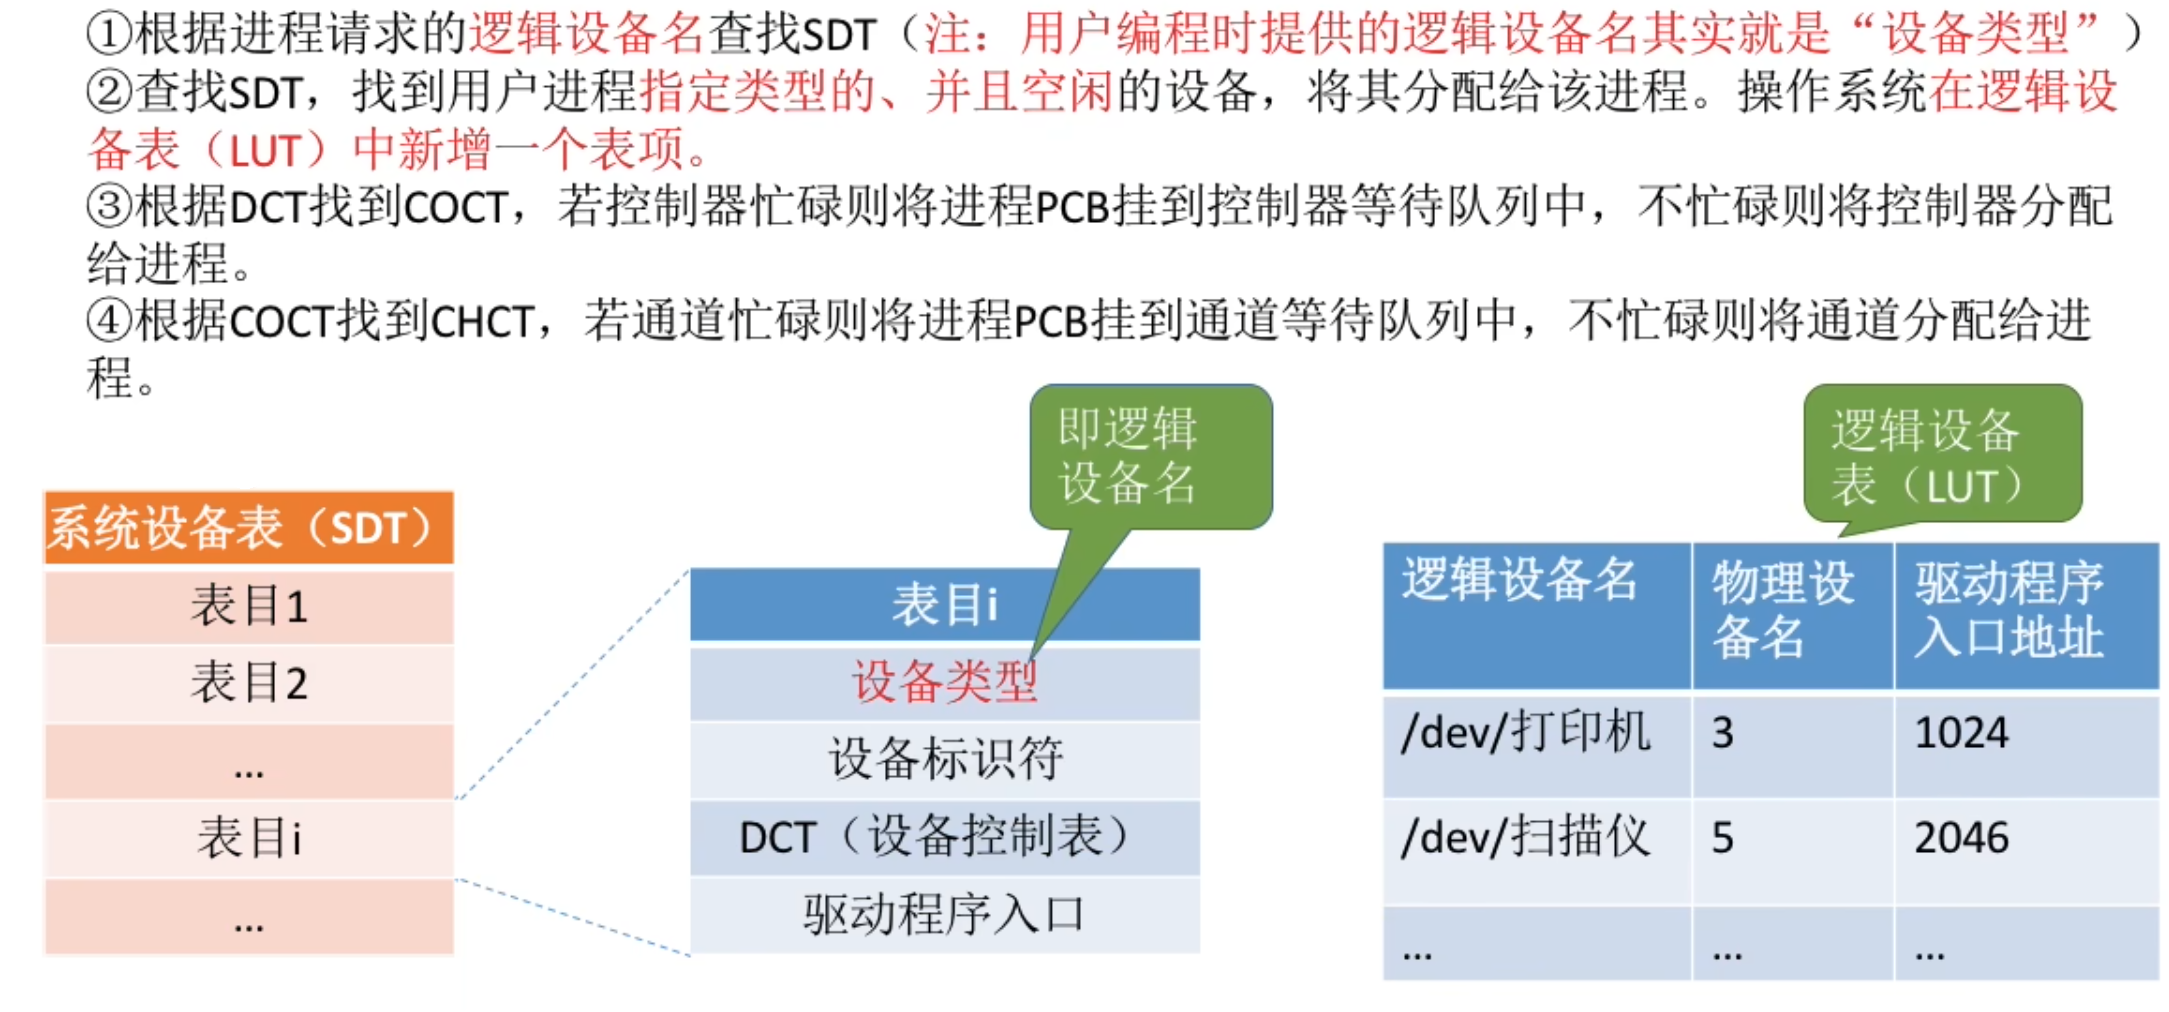 ①根据进程请求的逻辑设备名查找SDT（注：用户编程时提供的逻辑设备名其实就是“设备类型”）
②查找SDT，找到用户进程指定类型的、并且空闲的设备，将其分配给该进程。操作系统在逻辑设
备表（LUT）中新增一个表项。
③根据DCT找到COCT，若控制器忙碌则将进程PCB挂到控制器等待队列中，不忙碌则将控制器分配
给进程。
④根据COCT找到CHCT，若通道忙碌则将进程PCB挂到通道等待队列中，不忙碌则将通道分配给进
程。
系统设备表（SDT）
表目1
表目2
...
表目i
...
即逻辑
设备名
表目i
设备类型
设备标识符
DCT（设备控制表）
驱动程序入口
逻辑设备
表（LUT）
逻辑设备名 物理设 驱动程序
备名 入口地址
/dev/打印机 3 1024
/dev/扫描仪 5 2046
... ... ...